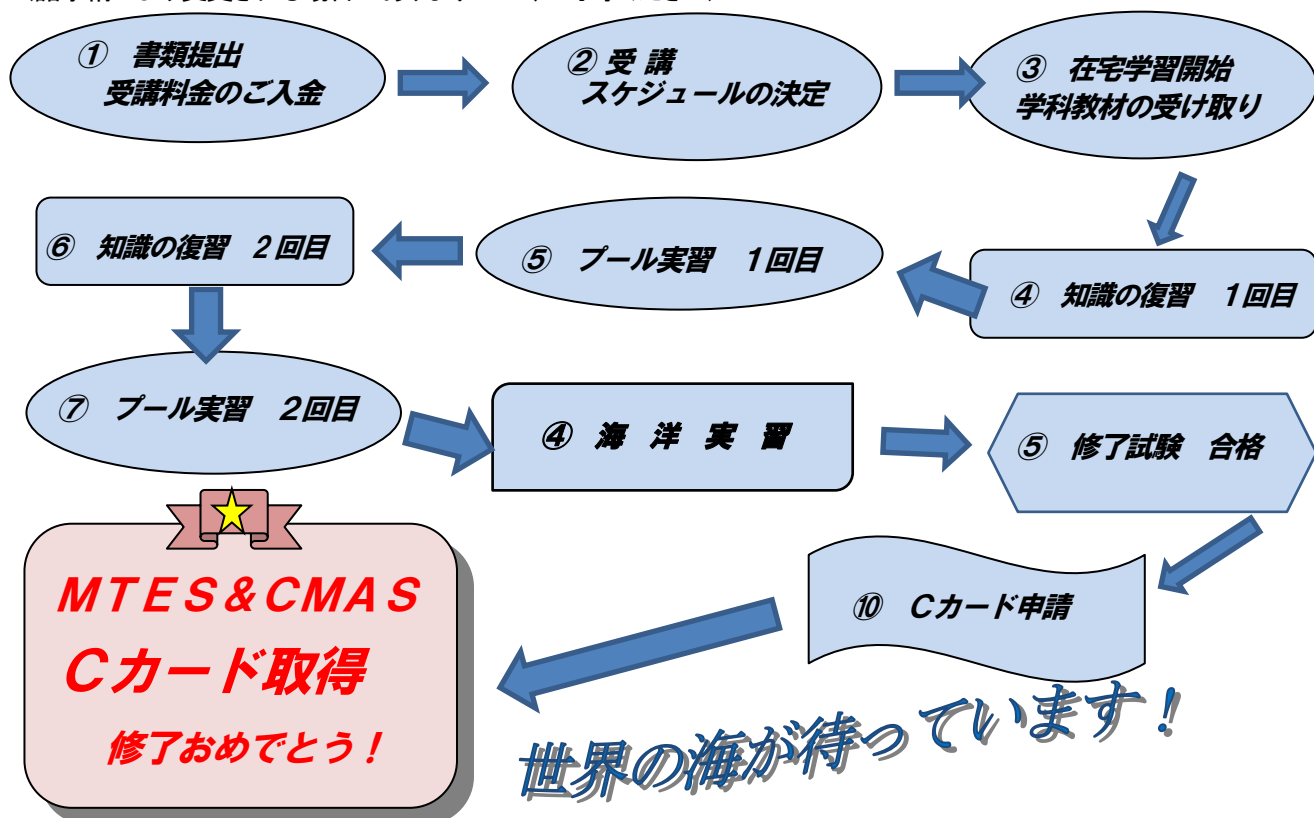 ① 書類提出
受講料金のご入金
② 受 講
スケジュールの決定
③ 在宅学習開始
学科教材の受け取り
④ 知識の復習 1回目
⑤ プール実習 1回目
⑥ 知識の復習 2回目
⑦ プール実習 2回目
④ 海 洋 実 習
⑤ 修了試験 合格
⑩ Cカード申請
MTES&CMAS
Cカード取得
修了おめでとう!
世界の海が待っています!